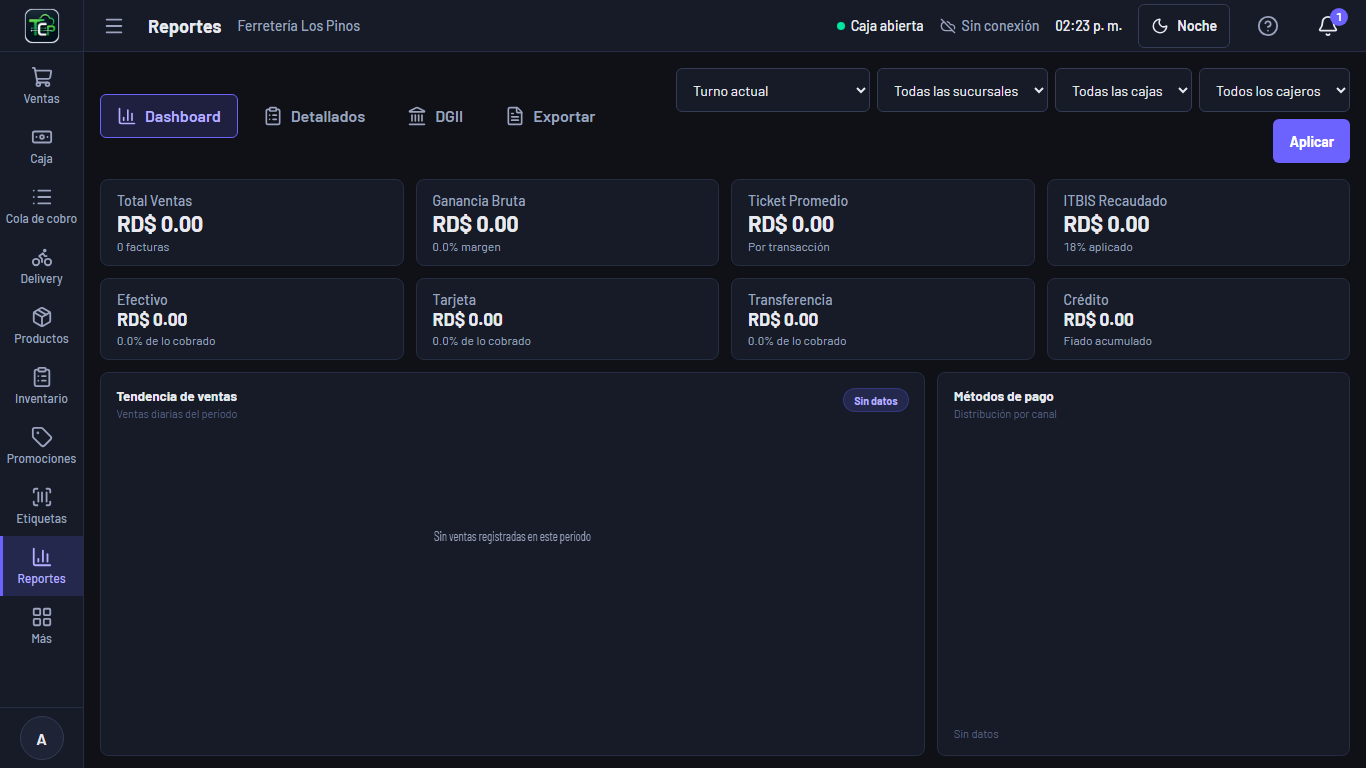 TCP
Reportes
Ferretería Los Pinos
Caja abierta
Sin conexión
02:23 p. m.
Noche
1
Ventas
Caja
Cola de cobro
Delivery
Productos
Inventario
Promociones
Etiquetas
Reportes
Más
A
Dashboard
Detallados
DGII
Exportar
Turno actual
Todas las sucursales
Todas las cajas
Todos los cajeros
Aplicar
Total Ventas
RD$ 0.00
0 facturas
Ganancia Bruta
RD$ 0.00
0.0% margen
Ticket Promedio
RD$ 0.00
Por transacción
ITBIS Recaudado
RD$ 0.00
18% aplicado
Efectivo
RD$ 0.00
0.0% de lo cobrado
Tarjeta
RD$ 0.00
0.0% de lo cobrado
Transferencia
RD$ 0.00
0.0% de lo cobrado
Crédito
RD$ 0.00
Fiado acumulado
Tendencia de ventas
Ventas diarias del periodo
Sin datos
Sin ventas registradas en este periodo
Métodos de pago
Distribución por canal
Sin datos